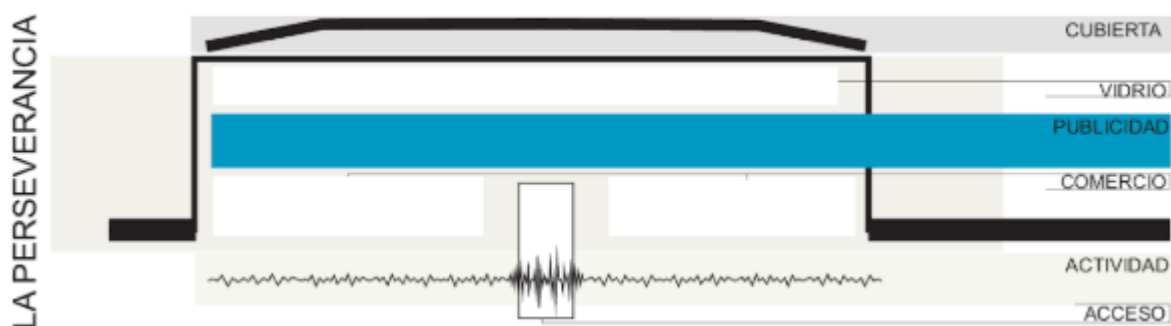 LA PERSEVERANCIA
CUBIERTA
VIDRIO
PUBLICIDAD
COMERCIO
ACTIVIDAD
ACCESO